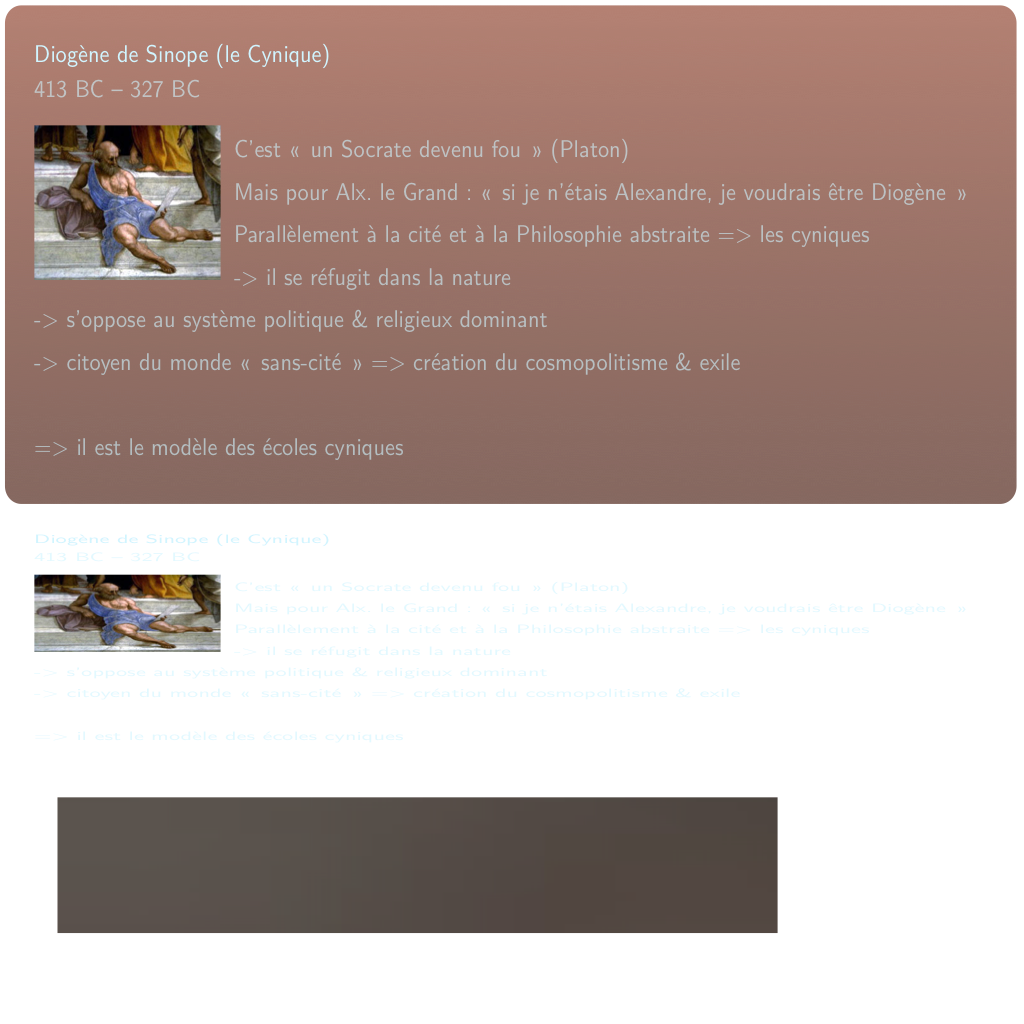 Diogène de Sinope (le Cynique)
413 BC – 327 BC
C'est « un Socrate devenu fou » (Platon)
Mais pour Alx. le Grand : « si je n'étais Alexandre, je voudrais être Diogène »
Parallèlement à la cité et à la Philosophie abstraite => les cyniques
-> il se réfugit dans la nature
-> s'oppose au système politique & religieux dominant
-> citoyen du monde « sans-cité » => création du cosmopolitisme & exile
=> il est le modèle des écoles cyniques
Diogène de Sinope (le Cynique)
413 BC – 327 BC
C'est « un Socrate devenu fou » (Platon)
Mais pour Alx. le Grand : « si je n'étais Alexandre, je voudrais être Diogène »
Parallèlement à la cité et à la Philosophie abstraite => les cyniques
-> il se réfugit dans la nature
-> s'oppose au système politique & religieux dominant
-> citoyen du monde « sans-cité » => création du cosmopolitisme & exile
=> il est le modèle des écoles cyniques